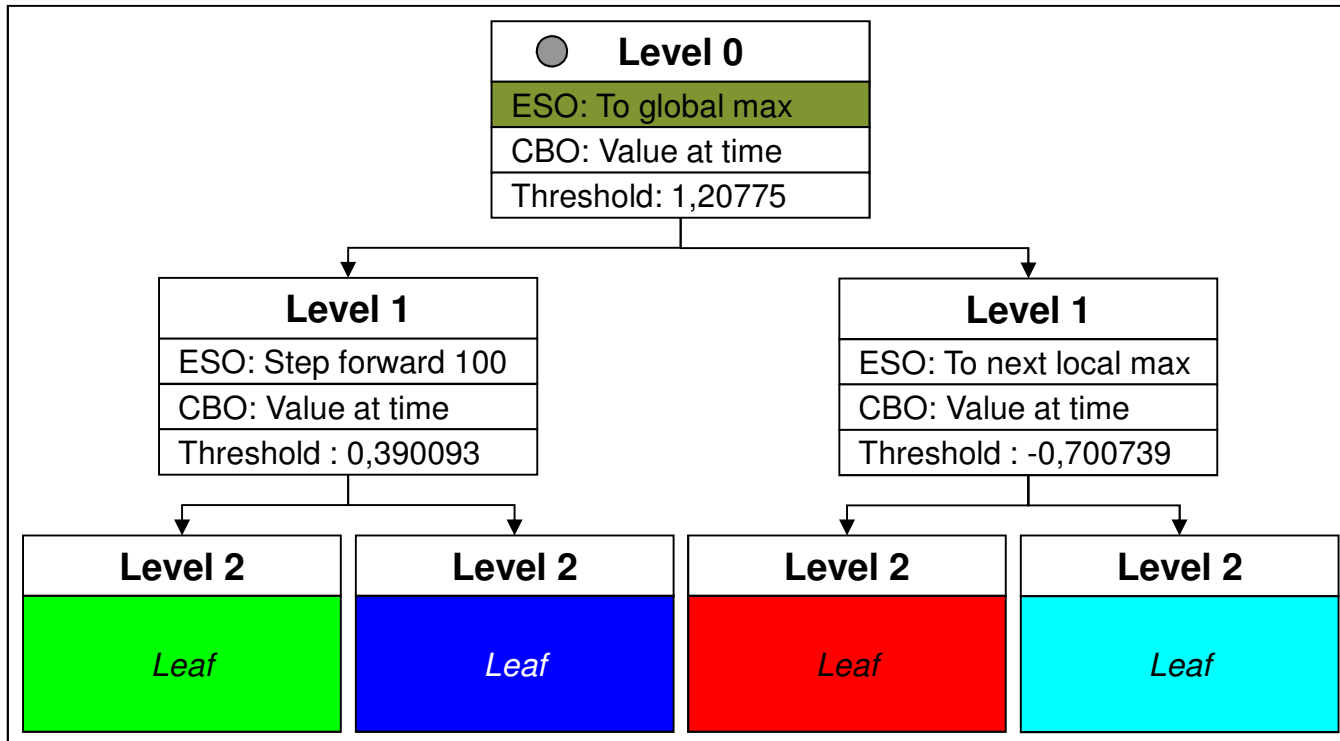 Level 0
ESO: To global max
CBO: Value at time
Threshold: 1,20775
Level 1
ESO: Step forward 100
CBO: Value at time
Threshold : 0,390093
Level 1
ESO: To next local max
CBO: Value at time
Threshold : -0,700739
Level 2
Leaf
Level 2
Leaf
Level 2
Leaf
Level 2
Leaf